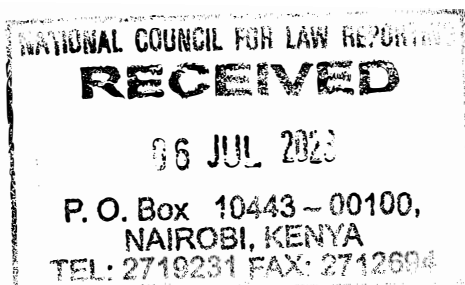 NATIONAL COUNCIL FOR LAW REPORTING
RECEIVED
06 JUL 2023
P. O. Box 10443 – 00100,
NAIROBI, KENYA
TEL: 2719231 FAX: 2712694